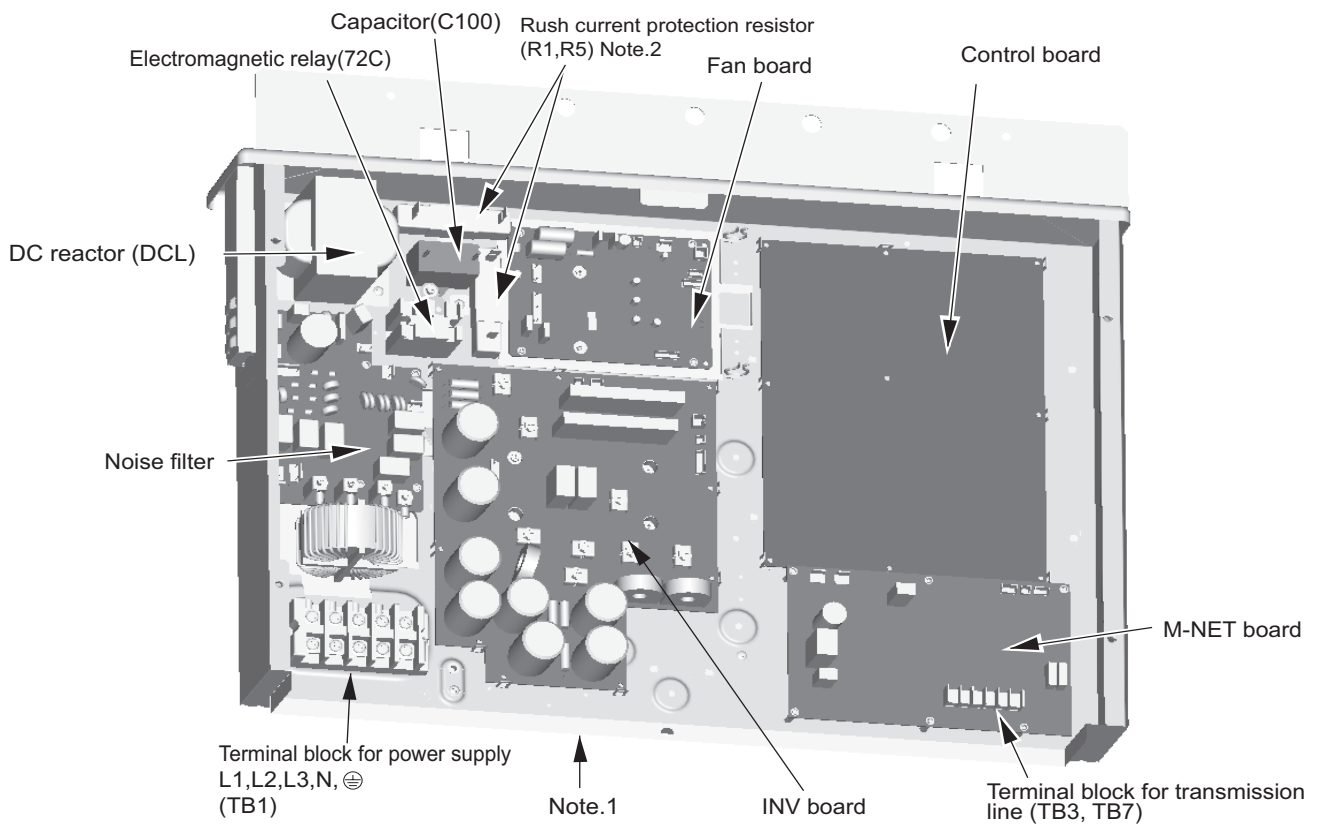 Capacitor(C100)
Rush current protection resistor
(R1,R5) Note.2
Electromagnetic relay(72C)
Fan board
Control board
DC reactor (DCL)
Noise filter
M-NET board
Terminal block for power supply
L1,L2,L3,N, ⏚
(TB1)
Note.1
INV board
Terminal block for transmission
line (TB3, TB7)